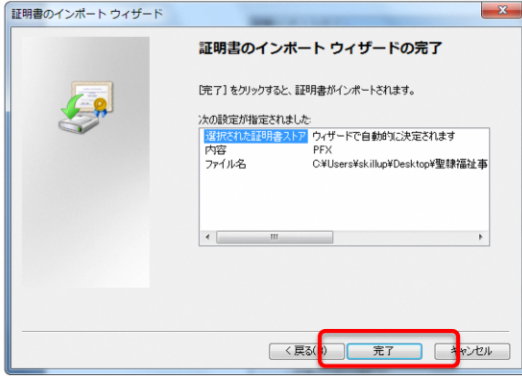 証明書のインポート ウィザード
証明書のインポート ウィザードの完了
[完了] をクリックすると、証明書がインポートされます。
次の設定が指定されました:
選択された証明書ストア ウィザードで自動的に決定されます
内容 PFX
ファイル名 C:¥Users¥skillup¥Desktop¥聖隷福祉事
< 戻る(B) 完了 キャンセル